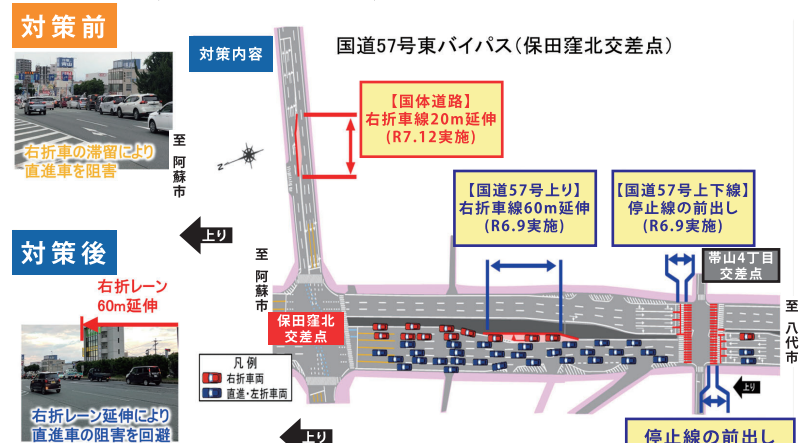 対策前
右折車の滞留により
直進車を阻害
至 阿蘇市
対策内容
国道57号東バイパス(保田窪北交差点)
【国体道路】
右折車線20m延伸
(R7.12実施)
N
上り
【国道57号上り】
右折車線60m延伸
(R6.9実施)
【国道57号上下線】
停止線の前出し
(R6.9実施)
帯山4丁目
交差点
対策後
右折レーン
60m延伸
右折レーン延伸により
直進車の阻害を回避
至 阿蘇市
保田窪北
交差点
凡例
右折車両
直進・左折車両
至 八代市
上り
上り
停止線の前出し